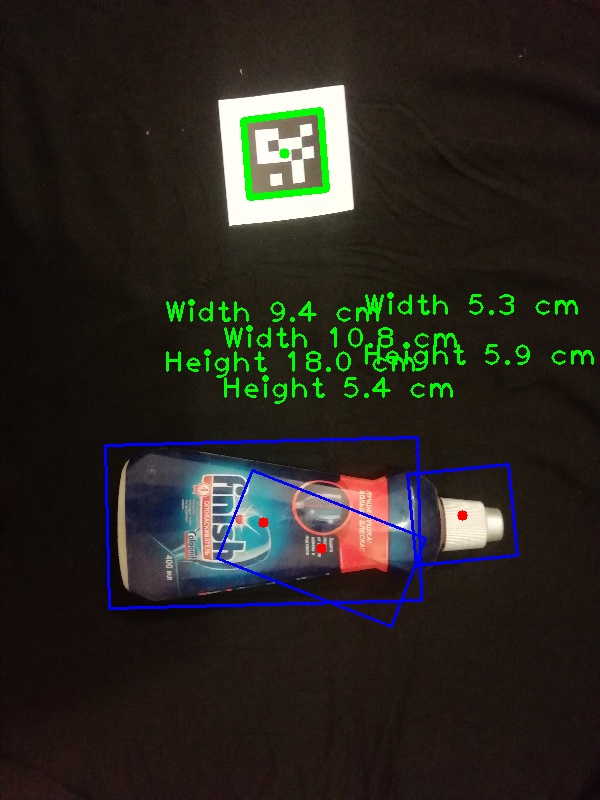 Width 9.4 cm
Width 5.3 cm
Width 10.8 cm
Height 18.0 cm
Height 5.9 cm
Height 5.4 cm
finish
ОПОЛАСКИВАТЕЛЬ
400 мл